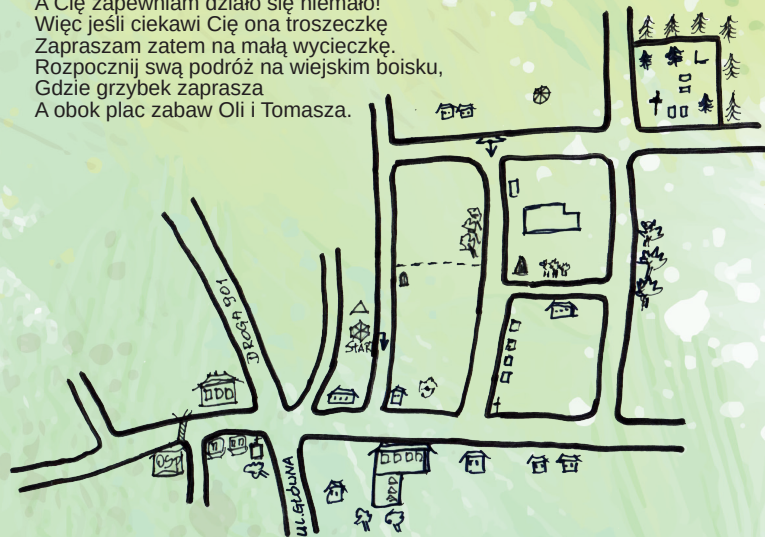 A Cię zapewniam działo się niemało!
Więc jeśli ciekawi Cię ona troszeczkę
Zapraszam zatem na małą wycieczkę.
Rozpocznij swą podróż na wiejskim boisku,
Gdzie grzybek zaprasza
A obok plac zabaw Oli i Tomasza.
DROGA 901
START
OSP
UL.GŁÓWNA